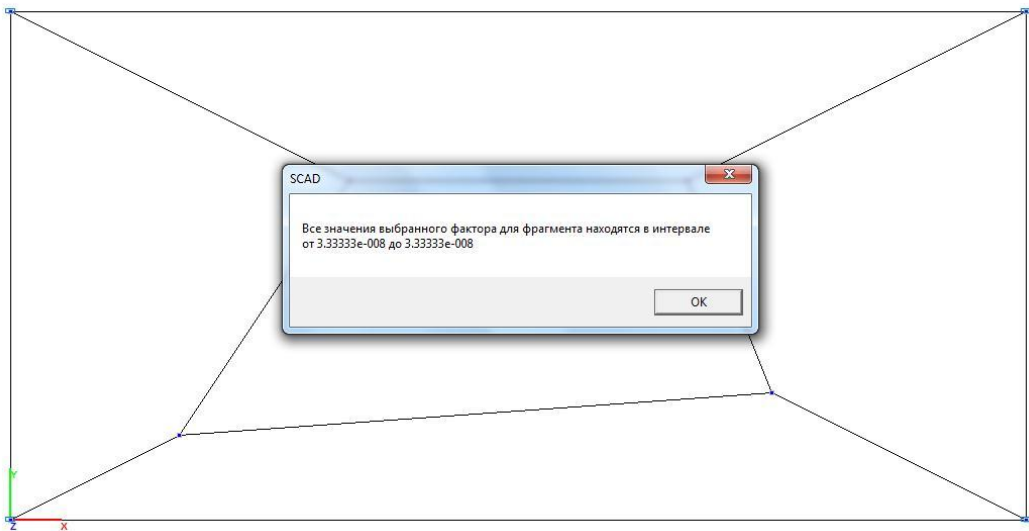 SCAD
Все значения выбранного фактора для фрагмента находятся в интервале
от 3.33333e-008 до 3.33333e-008
OK
Y
Z
X